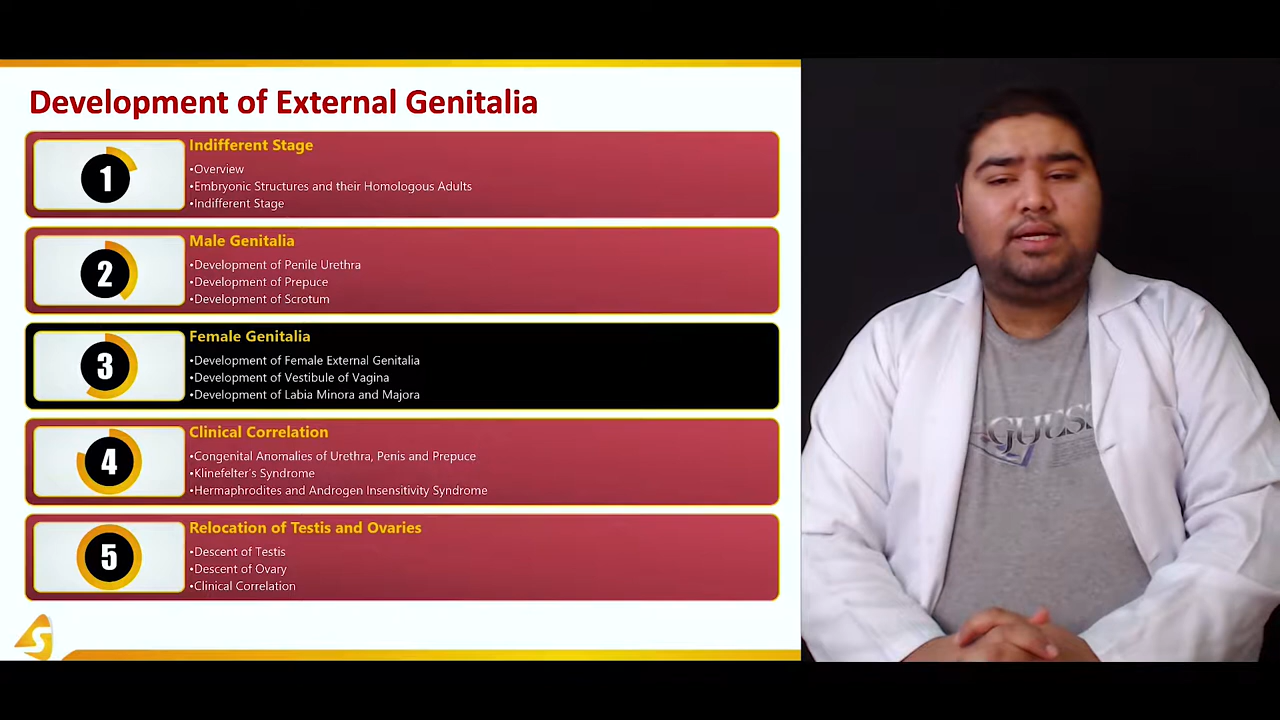 Development of External Genitalia
1
Indifferent Stage
•Overview
•Embryonic Structures and their Homologous Adults
•Indifferent Stage
2
Male Genitalia
•Development of Penile Urethra
•Development of Prepuce
•Development of Scrotum
3
Female Genitalia
•Development of Female External Genitalia
•Development of Vestibule of Vagina
•Development of Labia Minora and Majora
4
Clinical Correlation
•Congenital Anomalies of Urethra, Penis and Prepuce
•Klinefelter's Syndrome
•Hermaphrodites and Androgen Insensitivity Syndrome
5
Relocation of Testis and Ovaries
•Descent of Testis
•Descent of Ovary
•Clinical Correlation
S
GUESS